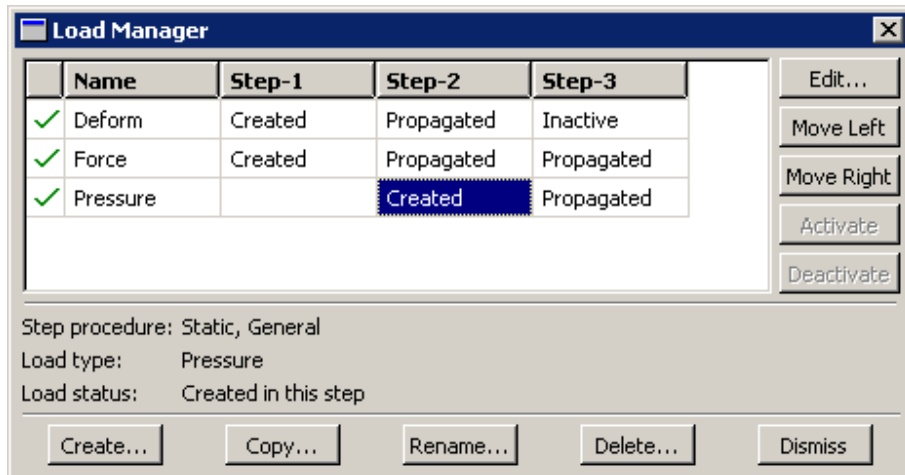 Load Manager
Name Step-1 Step-2 Step-3
Deform Created Propagated Inactive
Force Created Propagated Propagated
Pressure Created Propagated
Edit...
Move Left
Move Right
Activate
Deactivate
Step procedure: Static, General
Load type: Pressure
Load status: Created in this step
Create... Copy... Rename... Delete... Dismiss